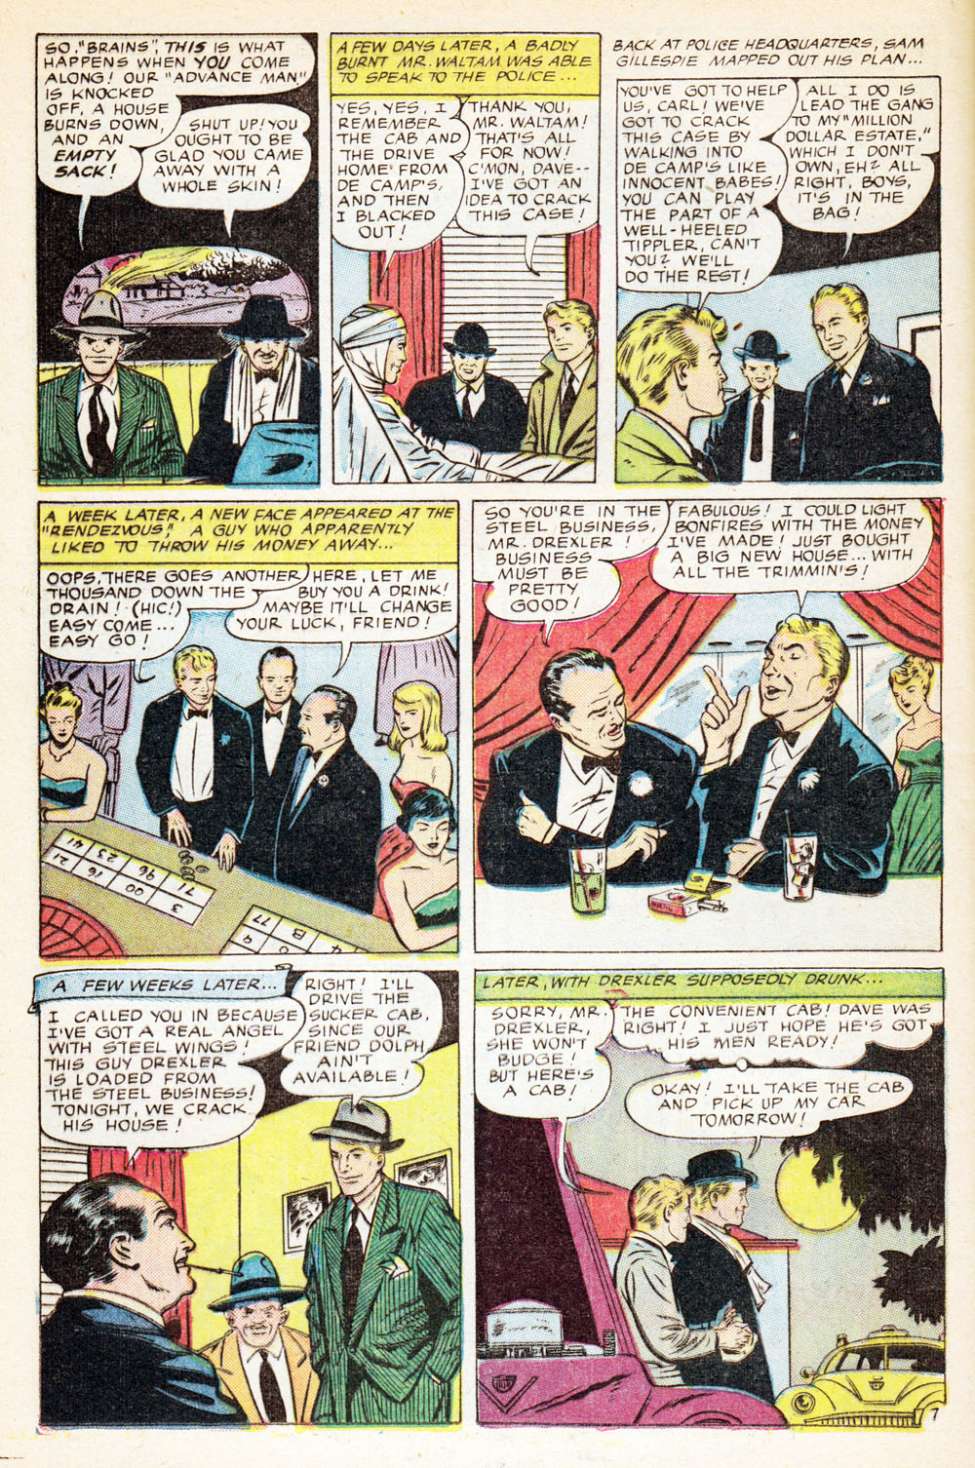 SO, "BRAINS", THIS IS WHAT
HAPPENS WHEN YOU COME
ALONG! OUR "ADVANCE MAN"
IS KNOCKED
OFF, A HOUSE
BURNS DOWN,
AND AN
EMPTY
SACK!
SHUT UP! YOU
OUGHT TO BE
GLAD YOU CAME
AWAY WITH A
WHOLE SKIN!
A FEW DAYS LATER, A BADLY
BURNT MR. WALTAM WAS ABLE
TO SPEAK TO THE POLICE...
YES, YES, I
REMEMBER
THE CAB AND
THE DRIVE
HOME FROM
DE CAMP'S,
AND THEN
I BLACKED
OUT!
THANK YOU,
MR. WALTAM!
THAT'S ALL
FOR NOW!
C'MON, DAVE--
I'VE GOT AN
IDEA TO CRACK
THIS CASE!
BACK AT POLICE HEADQUARTERS, SAM
GILLESPIE MAPPED OUT HIS PLAN...
YOU'VE GOT TO HELP
US, CARL! WE'VE
GOT TO CRACK
THIS CASE BY
WALKING INTO
DE CAMP'S LIKE
INNOCENT BABES!
YOU CAN PLAY
THE PART OF A
WELL-HEELED
TIPPLER, CAN'T
YOU? WE'LL
DO THE REST!
ALL I DO IS
LEAD THE GANG
TO MY "MILLION
DOLLAR ESTATE,"
WHICH I DON'T
OWN, EH? ALL
RIGHT, BOYS,
IT'S IN THE
BAG!
A WEEK LATER, A NEW FACE APPEARED AT THE
"RENDEZVOUS," A GUY WHO APPARENTLY
LIKED TO THROW HIS MONEY AWAY...
OOPS, THERE GOES ANOTHER
THOUSAND DOWN THE
DRAIN! (HIC!)
EASY COME...
EASY GO!
HERE, LET ME
BUY YOU A DRINK!
MAYBE IT'LL CHANGE
YOUR LUCK, FRIEND!
41
23
96
71
21
16
00
3
77
B
4
9
SO YOU'RE IN THE
STEEL BUSINESS,
MR. DREXLER!
BUSINESS
MUST BE
PRETTY
GOOD!
FABULOUS! I COULD LIGHT
BONFIRES WITH THE MONEY
I'VE MADE! JUST BOUGHT
A BIG NEW HOUSE... WITH
ALL THE TRIMMIN'S!
A FEW WEEKS LATER...
I CALLED YOU IN BECAUSE
I'VE GOT A REAL ANGEL
WITH STEEL WINGS!
THIS GUY DREXLER
IS LOADED FROM
THE STEEL BUSINESS!
TONIGHT, WE CRACK
HIS HOUSE!
RIGHT! I'LL
DRIVE THE
SUCKER CAB,
SINCE OUR
FRIEND DOLPH
AIN'T
AVAILABLE!
LATER, WITH DREXLER SUPPOSEDLY DRUNK...
SORRY, MR.
DREXLER,
SHE WON'T
BUDGE!
BUT HERE'S
A CAB!
THE CONVENIENT CAB! DAVE WAS
RIGHT! I JUST HOPE HE'S GOT
HIS MEN READY!
OKAY! I'LL TAKE THE CAB
AND PICK UP MY CAR
TOMORROW!
7